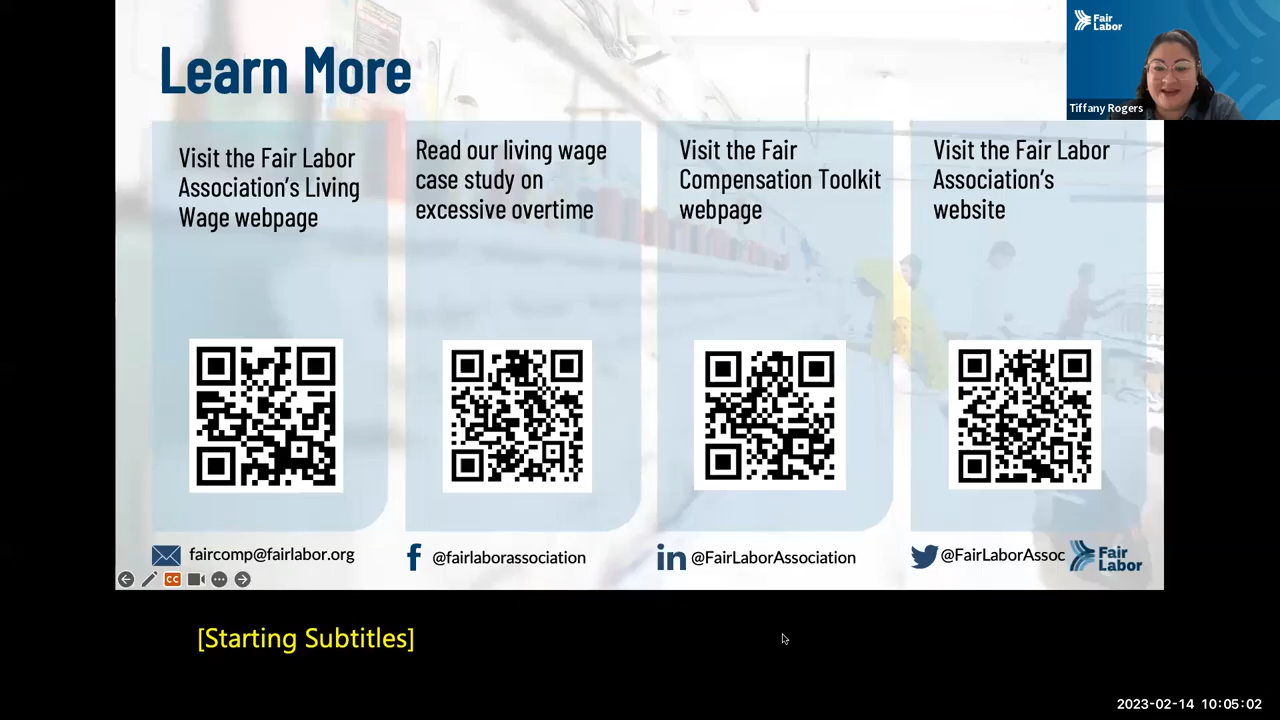 Learn More
Fair
Labor
Tiffany Rogers
Visit the Fair Labor
Association's Living
Wage webpage
Read our living wage
case study on
excessive overtime
Visit the Fair
Compensation Toolkit
webpage
Visit the Fair Labor
Association's
website
faircomp@fairlabor.org
@fairlaborassociation
@FairLaborAssociation
@FairLaborAssoc
Fair
Labor
CC
[Starting Subtitles]
2023-02-14 10:05:02